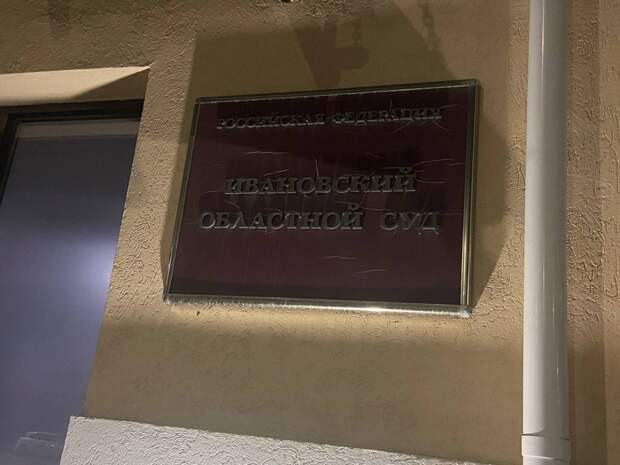 РОССИЙСКАЯ ФЕДЕРАЦИЯ
ИВАНОВСКИЙ
ОБЛАСТНОЙ СУД